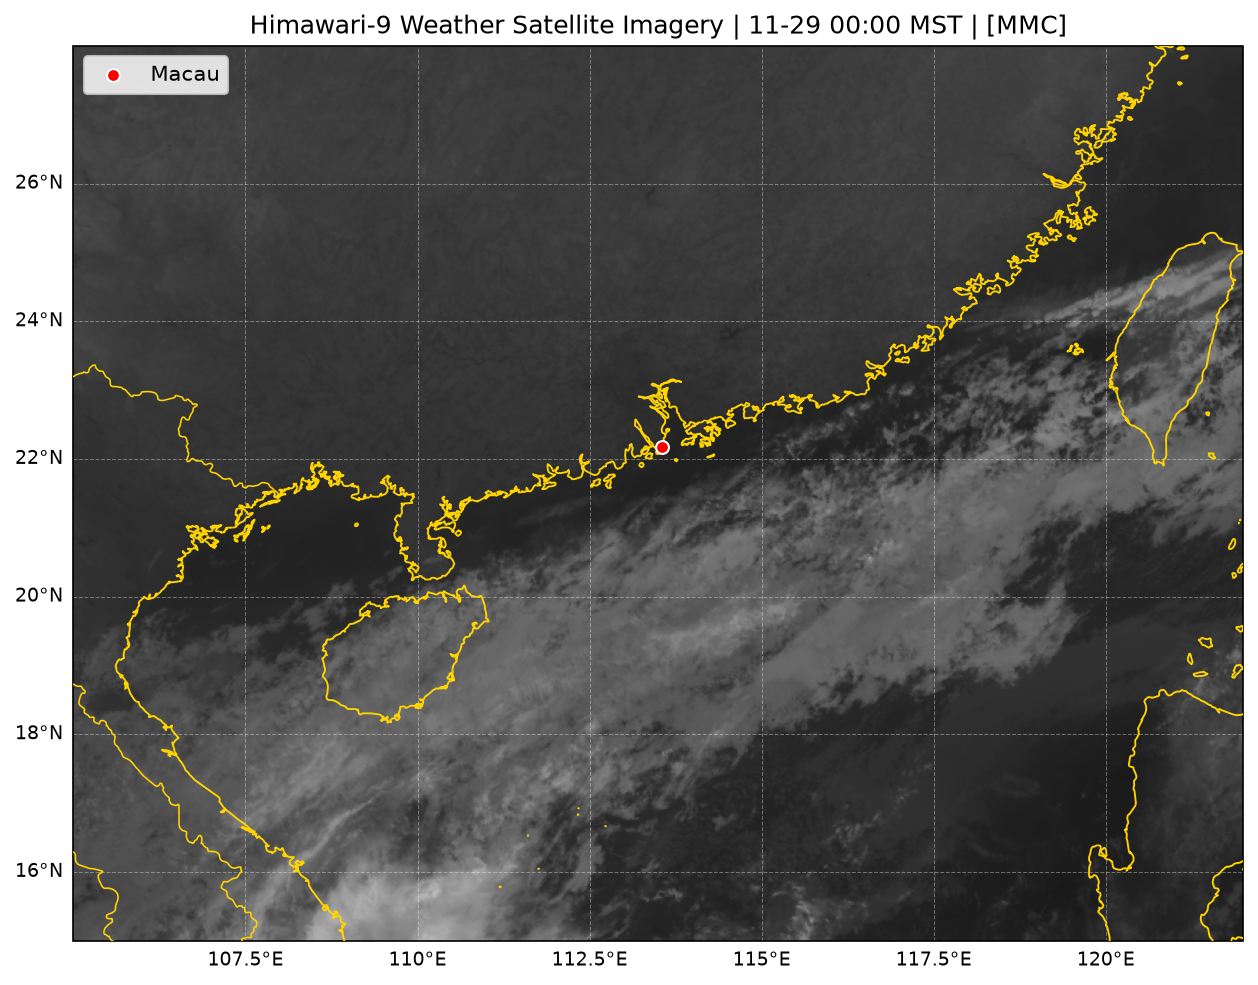 Himawari-9 Weather Satellite Imagery | 11-29 00:00 MST | [MMC]
Macau
26°N
24°N
22°N
20°N
18°N
16°N
107.5°E 110°E 112.5°E 115°E 117.5°E 120°E